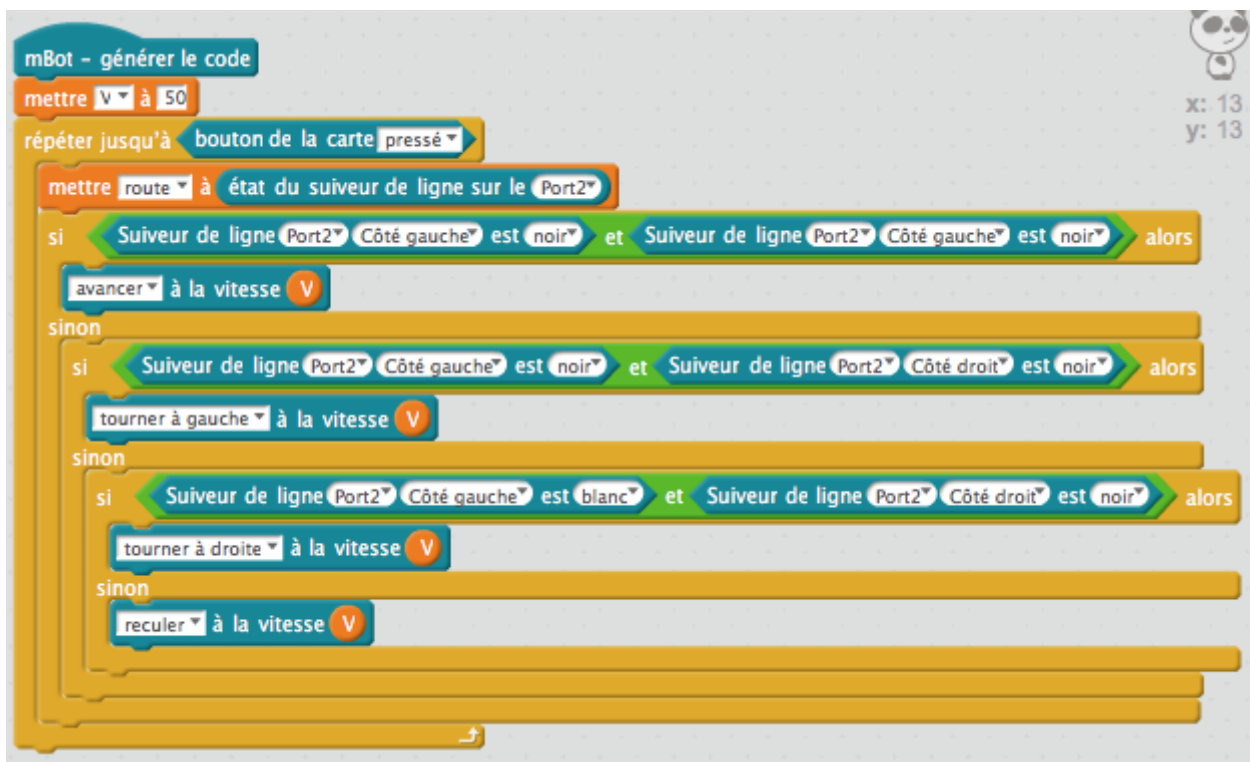 mBot - générer le code
mettre V à 50
x: 13
répéter jusqu'à bouton de la carte pressé
y: 13
mettre route à état du suiveur de ligne sur le Port2
si Suiveur de ligne Port2 Côté gauche est noir et Suiveur de ligne Port2 Côté gauche est noir alors
avancer à la vitesse V
sinon
si Suiveur de ligne Port2 Côté gauche est noir et Suiveur de ligne Port2 Côté droit est noir alors
tourner à gauche à la vitesse V
sinon
si Suiveur de ligne Port2 Côté gauche est blanc et Suiveur de ligne Port2 Côté droit est noir alors
tourner à droite à la vitesse V
sinon
reculer à la vitesse V